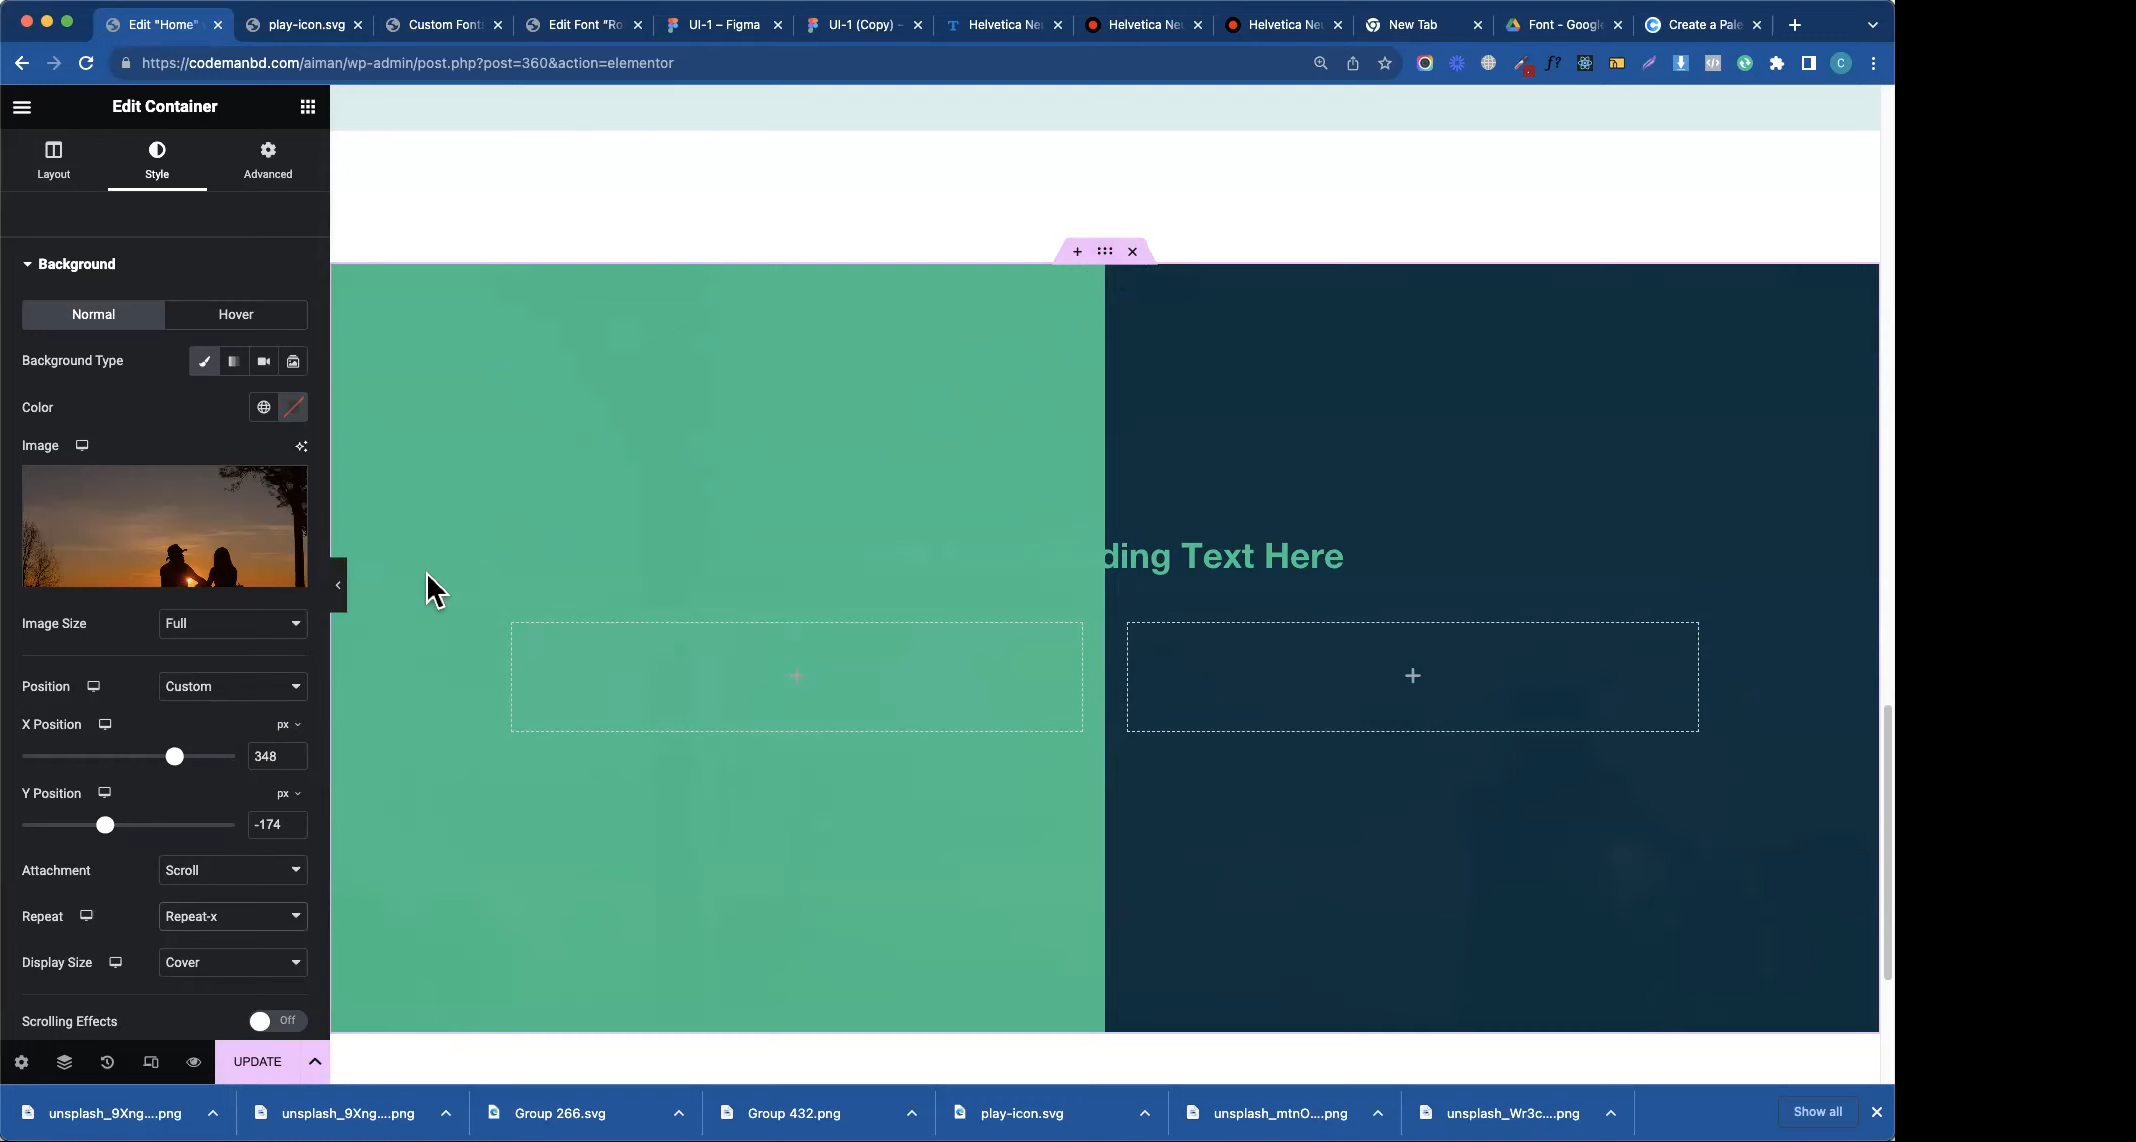 Edit "Home"
play-icon.svg
Custom Font
Edit Font "Ro
UI-1 – Figma
UI-1 (Copy) –
Helvetica Ne
Helvetica Neu
Helvetica Neu
New Tab
Font - Google
Create a Pale
https://codemanbd.com/aiman/wp-admin/post.php?post=360&action=elementor
f?
C
Edit Container
Layout
Style
Advanced
Background
Normal
Hover
Background Type
Color
Image
Image Size
Full
Position
Custom
X Position
px
348
Y Position
px
-174
Attachment
Scroll
Repeat
Repeat-x
Display Size
Cover
Scrolling Effects
Off
UPDATE
ding Text Here
unsplash_9Xng....png
unsplash_9Xng....png
Group 266.svg
Group 432.png
play-icon.svg
unsplash_mtnO....png
unsplash_Wr3c....png
Show all